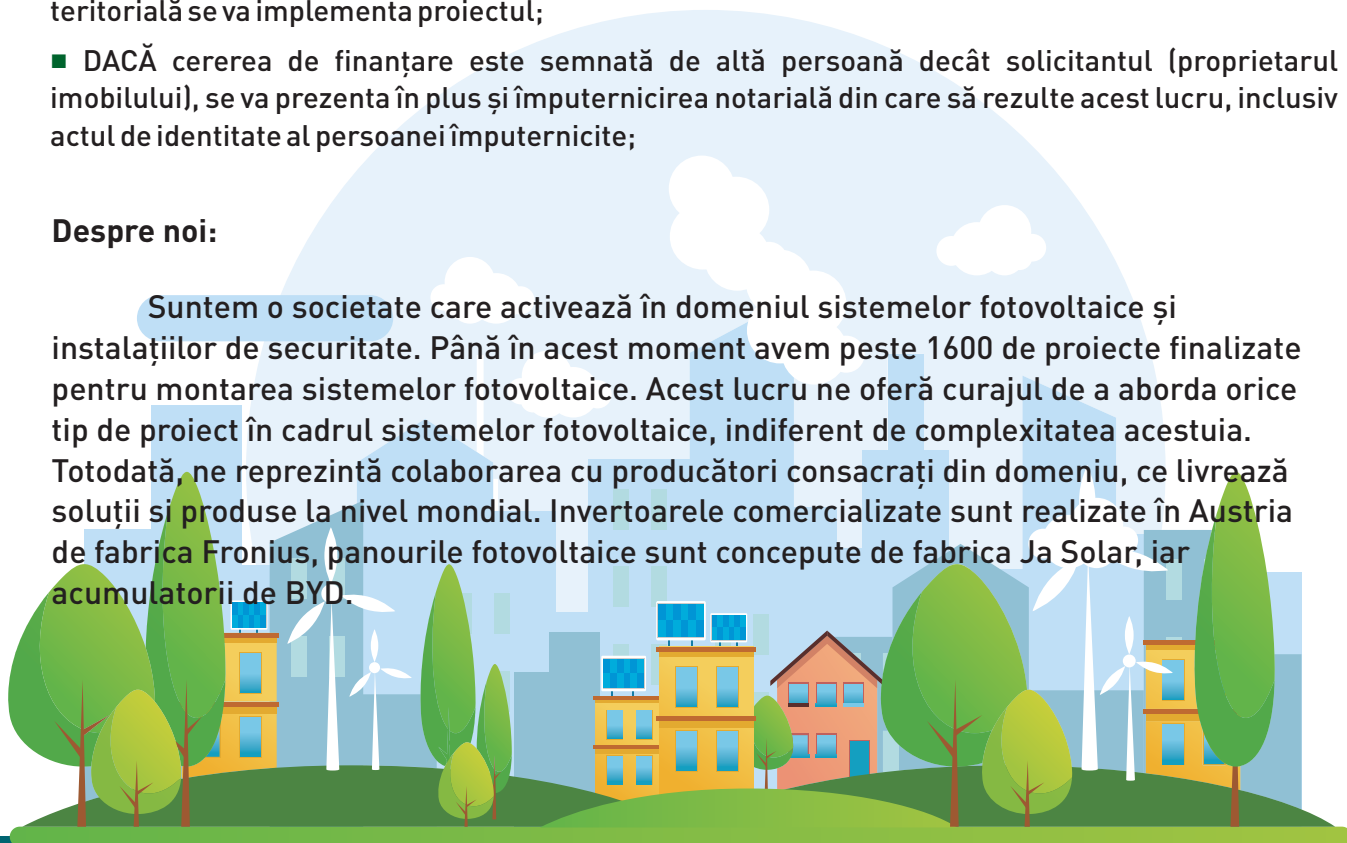 teritorială se va implementa proiectul;
■ DACĂ cererea de finanțare este semnată de altă persoană decât solicitantul (proprietarul
imobilului), se va prezenta în plus și împuternicirea notarială din care să rezulte acest lucru, inclusiv
actul de identitate al persoanei împuternicite;
Despre noi:
Suntem o societate care activează în domeniul sistemelor fotovoltaice și
instalațiilor de securitate. Până în acest moment avem peste 1600 de proiecte finalizate
pentru montarea sistemelor fotovoltaice. Acest lucru ne oferă curajul de a aborda orice
tip de proiect în cadrul sistemelor fotovoltaice, indiferent de complexitatea acestuia.
Totodată, ne reprezintă colaborarea cu producători consacrați din domeniu, ce livrează
soluții si produse la nivel mondial. Invertoarele comercializate sunt realizate în Austria
de fabrica Fronius, panourile fotovoltaice sunt concepute de fabrica Ja Solar, iar
acumulatorii de BYD.